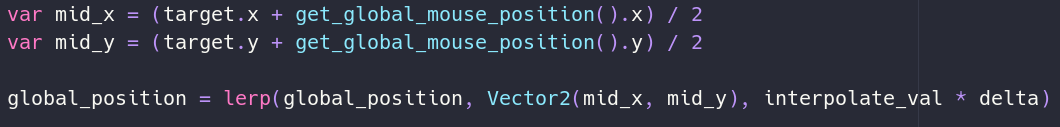 var mid_x = (target.x + get_global_mouse_position().x) / 2
var mid_y = (target.y + get_global_mouse_position().y) / 2
global_position = lerp(global_position, Vector2(mid_x, mid_y), interpolate_val * delta)